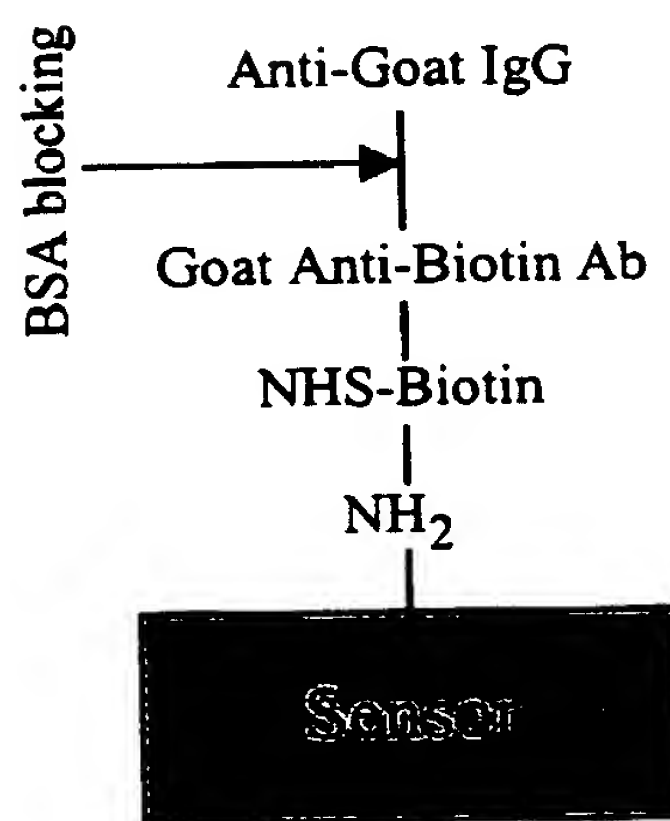 BSA blocking
Anti-Goat IgG
Goat Anti-Biotin Ab
NHS-Biotin
NH₂
Sensor